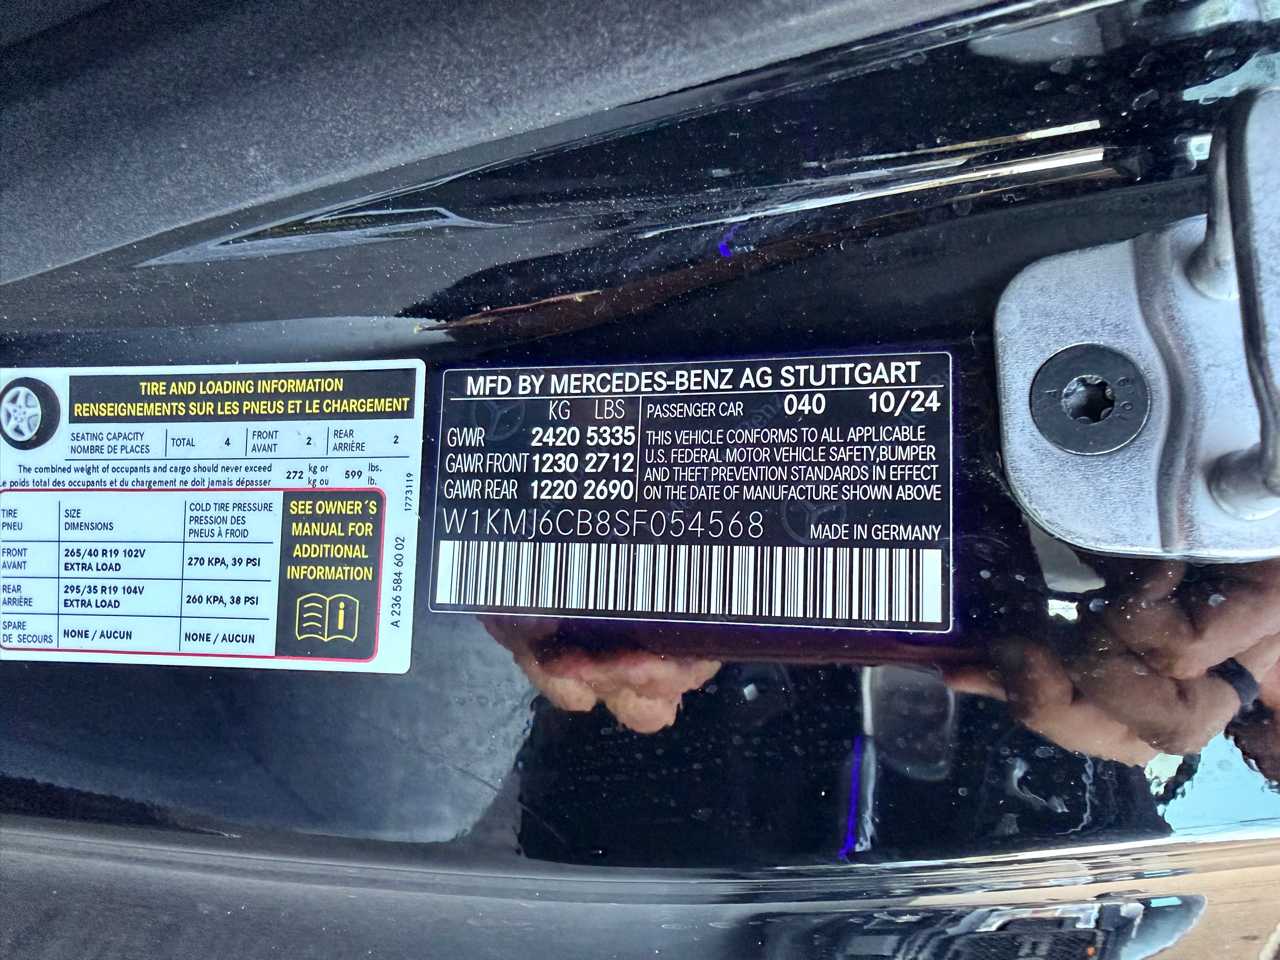 TIRE AND LOADING INFORMATION
RENSEIGNEMENTS SUR LES PNEUS ET LE CHARGEMENT
SEATING CAPACITY
NOMBRE DE PLACES
TOTAL 4
FRONT
AVANT
2
REAR
ARRIÈRE
2
The combined weight of occupants and cargo should never exceed
Le poids total des occupants et du chargement ne doit jamais dépasser
272 kg or
kg ou
599 lbs.
lb.
TIRE
PNEU
SIZE
DIMENSIONS
COLD TIRE PRESSURE
PRESSION DES
PNEUS À FROID
FRONT
AVANT
265/40 R19 102V
EXTRA LOAD
270 KPA, 39 PSI
REAR
ARRIÈRE
295/35 R19 104V
EXTRA LOAD
260 KPA, 38 PSI
SPARE
DE SECOURS
NONE / AUCUN
NONE / AUCUN
SEE OWNER´S
MANUAL FOR
ADDITIONAL
INFORMATION
1773119
A 236 584 60 02
MFD BY MERCEDES-BENZ AG STUTTGART
KG LBS
GWR 2420 5335
GAWR FRONT 1230 2712
GAWR REAR 1220 2690
PASSENGER CAR 040 10/24
THIS VEHICLE CONFORMS TO ALL APPLICABLE
U.S. FEDERAL MOTOR VEHICLE SAFETY,BUMPER
AND THEFT PREVENTION STANDARDS IN EFFECT
ON THE DATE OF MANUFACTURE SHOWN ABOVE
W1KMJ6CB8SF054568
MADE IN GERMANY